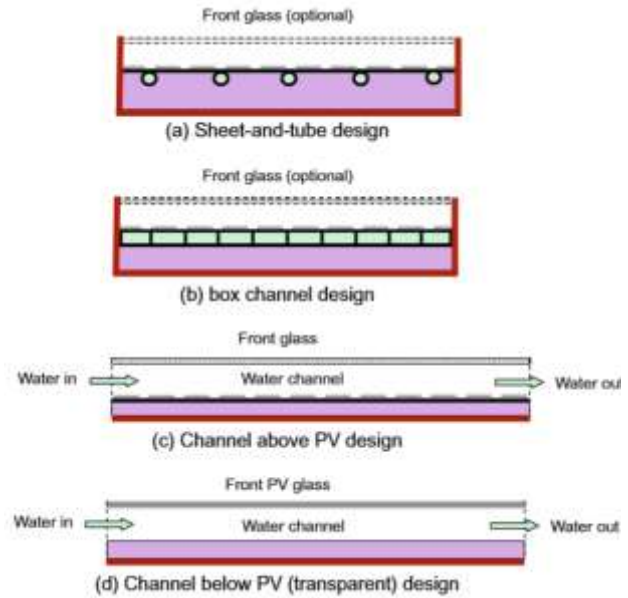 Front glass (optional)
(a) Sheet-and-tube design
Front glass (optional)
(b) box channel design
Front glass
Water in
Water channel
Water out
(c) Channel above PV design
Front PV glass
Water in
Water channel
Water out
(d) Channel below PV (transparent) design